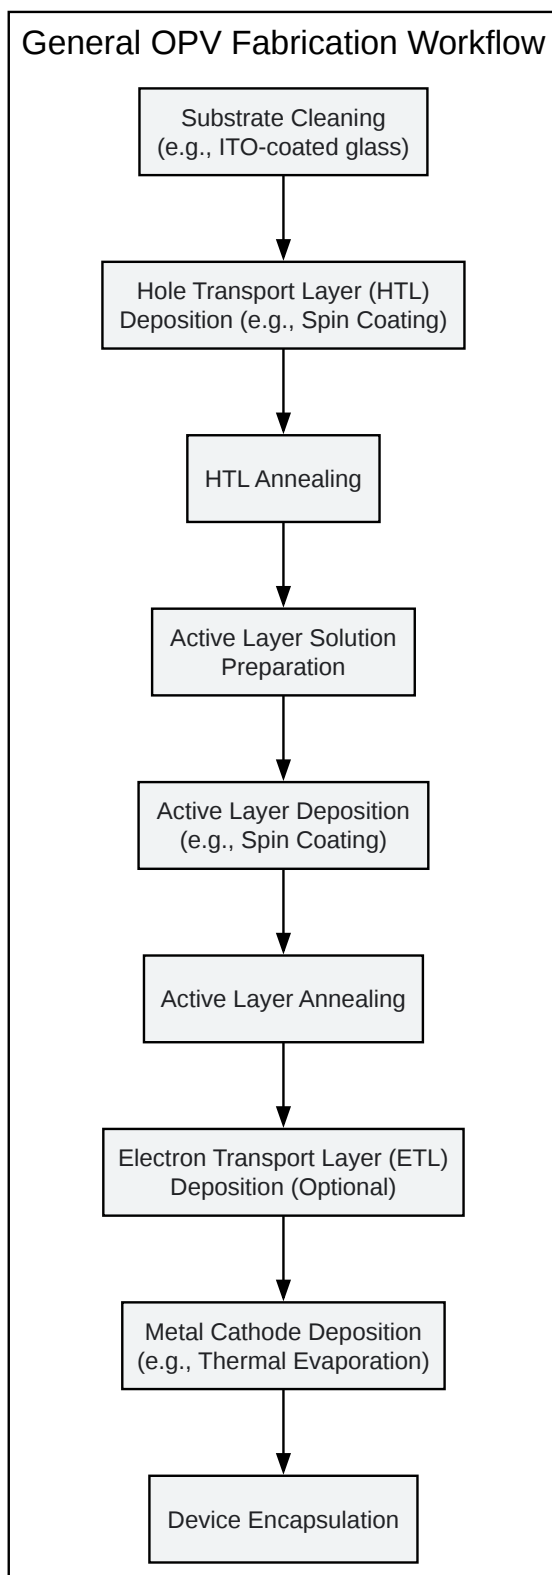 General OPV Fabrication Workflow
Substrate Cleaning
(e.g., ITO-coated glass)
Hole Transport Layer (HTL)
Deposition (e.g., Spin Coating)
HTL Annealing
Active Layer Solution
Preparation
Active Layer Deposition
(e.g., Spin Coating)
Active Layer Annealing
Electron Transport Layer (ETL)
Deposition (Optional)
Metal Cathode Deposition
(e.g., Thermal Evaporation)
Device Encapsulation